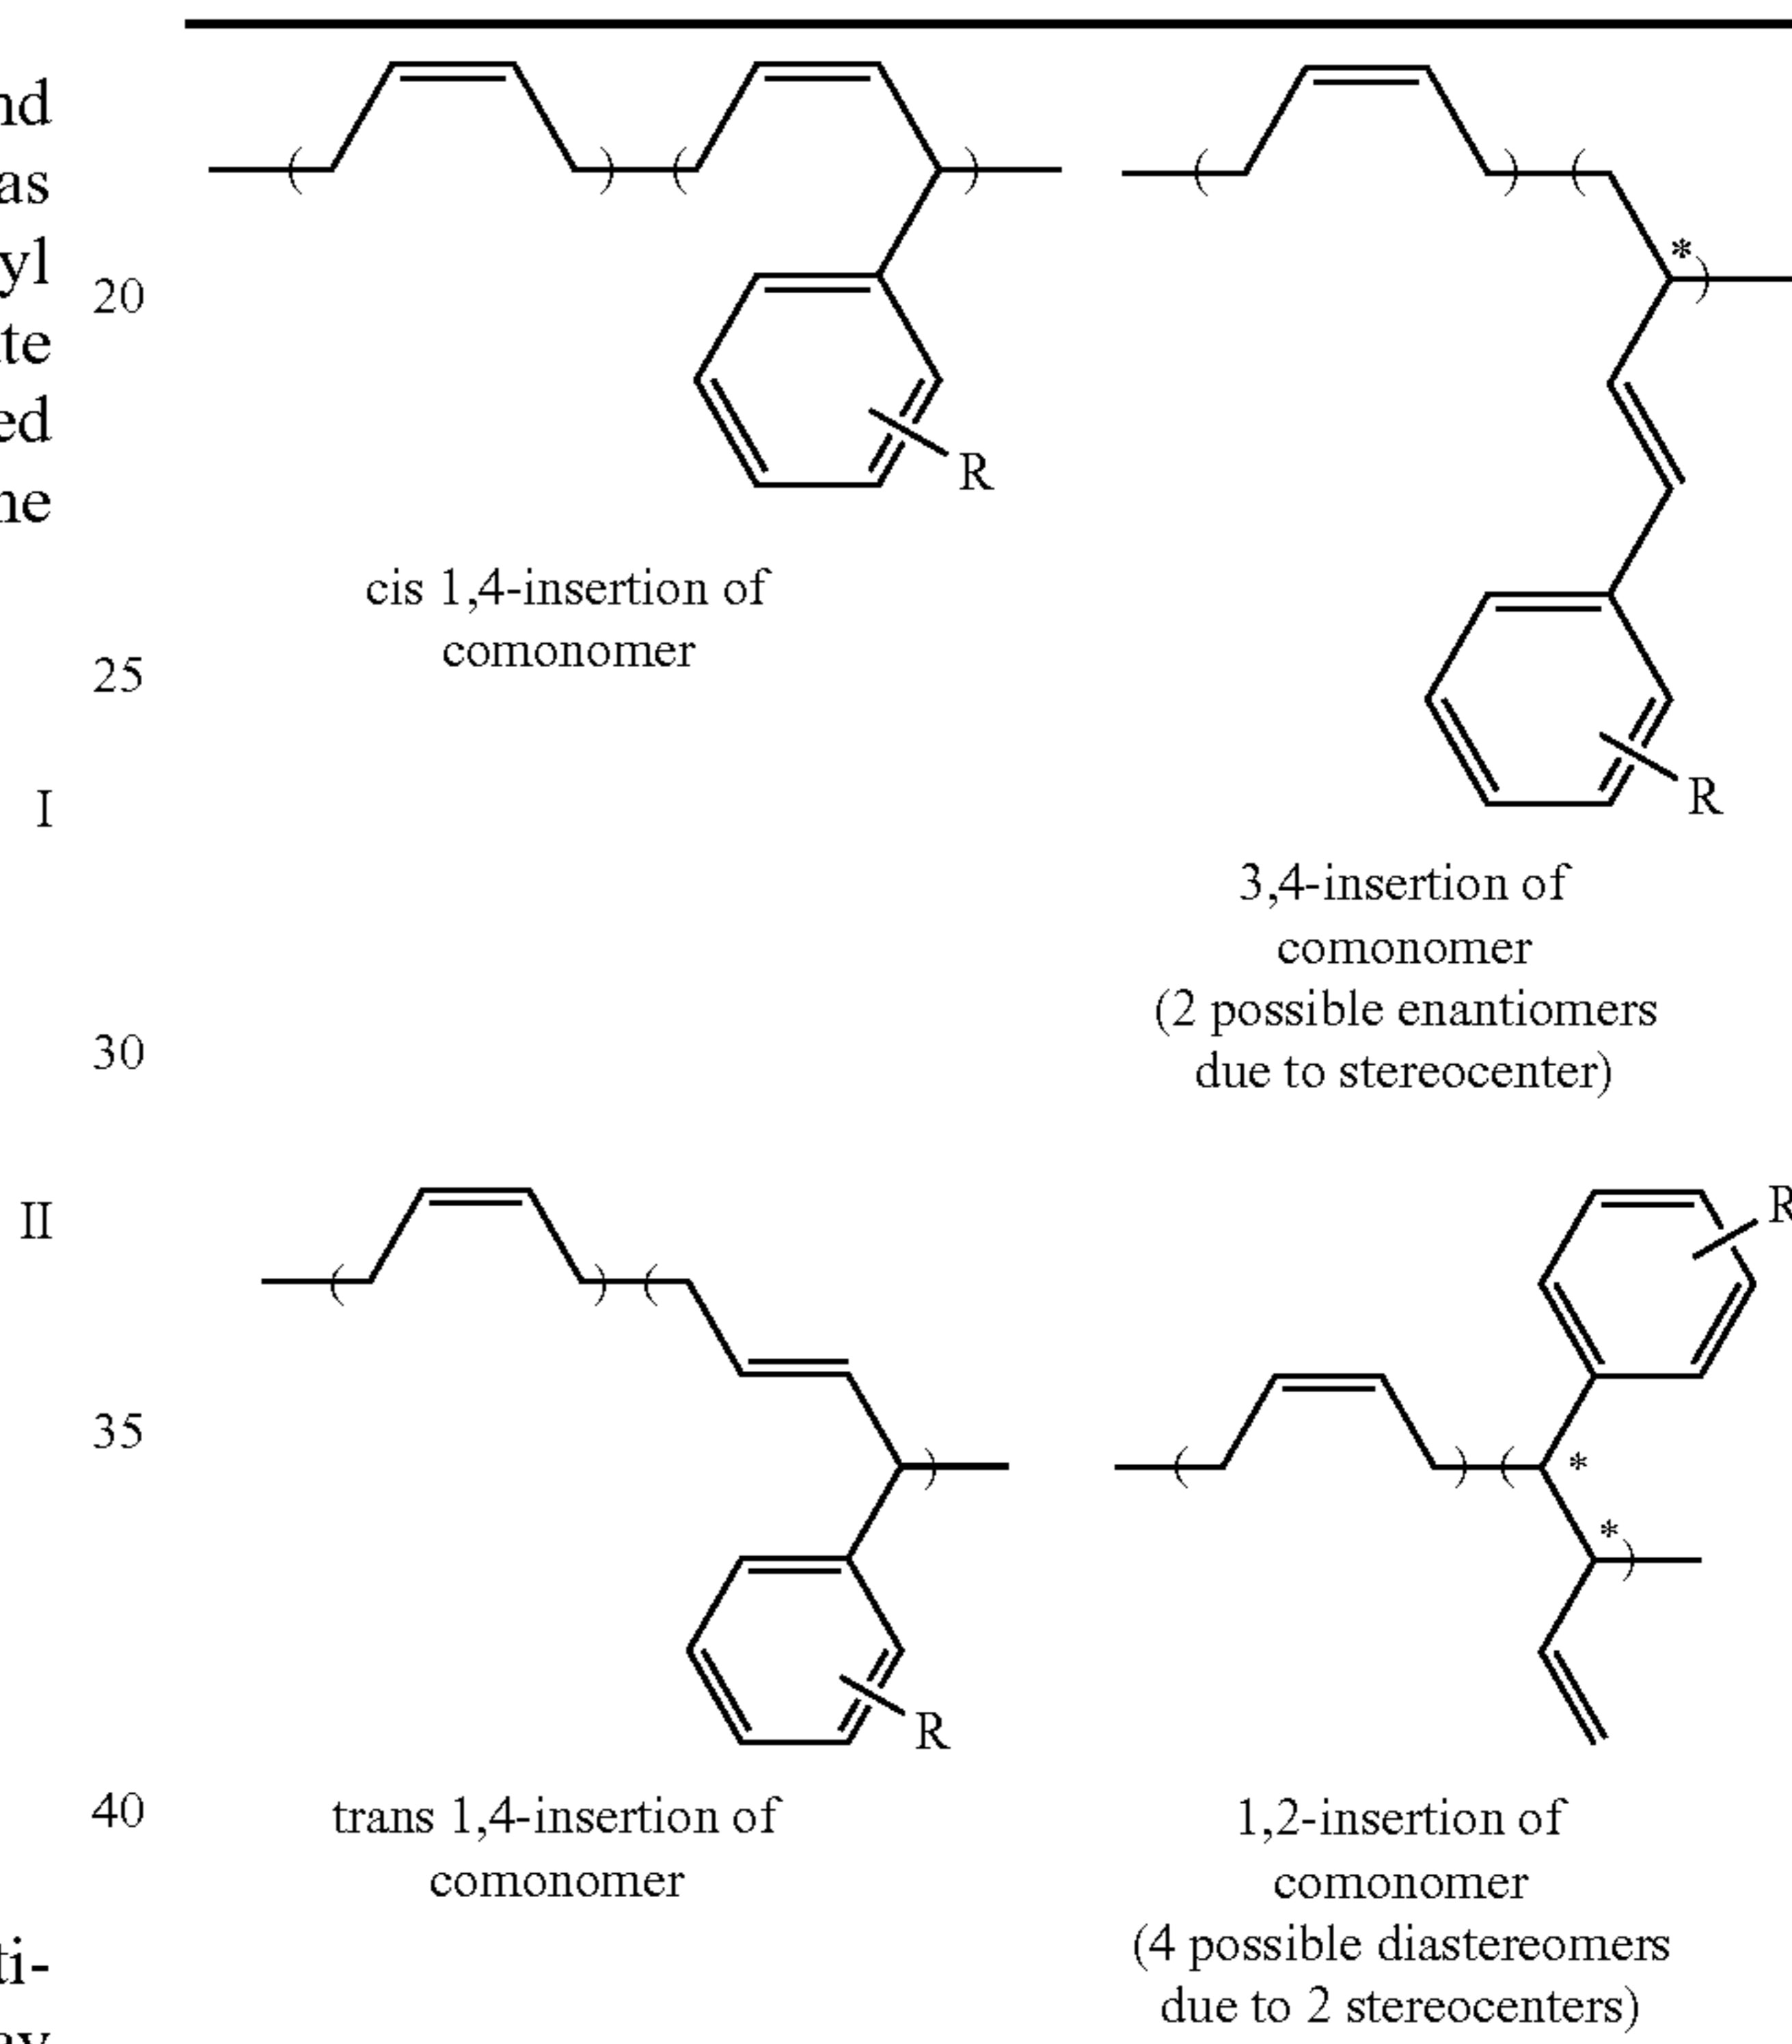 nd
as
yl
20
te
ed
ne
R
R
cis 1,4-insertion of
comonomer
25
I
3,4-insertion of
comonomer
(2 possible enantiomers
due to stereocenter)
30
II
R
35
R
40
trans 1,4-insertion of
comonomer
1,2-insertion of
comonomer
(4 possible diastereomers
due to 2 stereocenters)
ti-